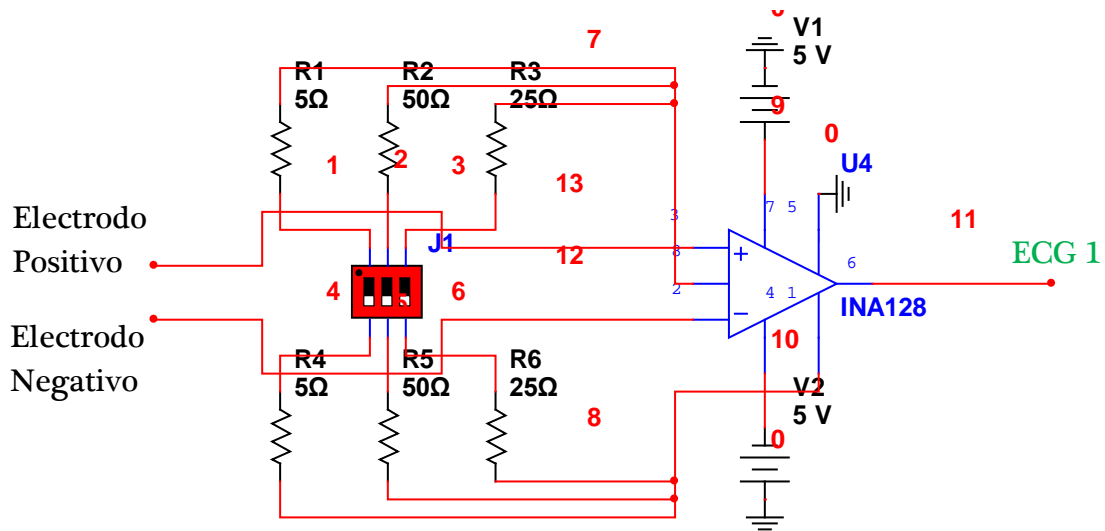 V1
5 V
7
R1
5Ω
R2
50Ω
R3
25Ω
9
0
1
2
3
13
U4
Electrodo
Positivo
3
7 5
11
J1
12
8
6
ECG 1
4
5
6
2
4 1
INA128
Electrodo
Negativo
10
R4
5Ω
R5
50Ω
R6
25Ω
V2
5 V
8
0